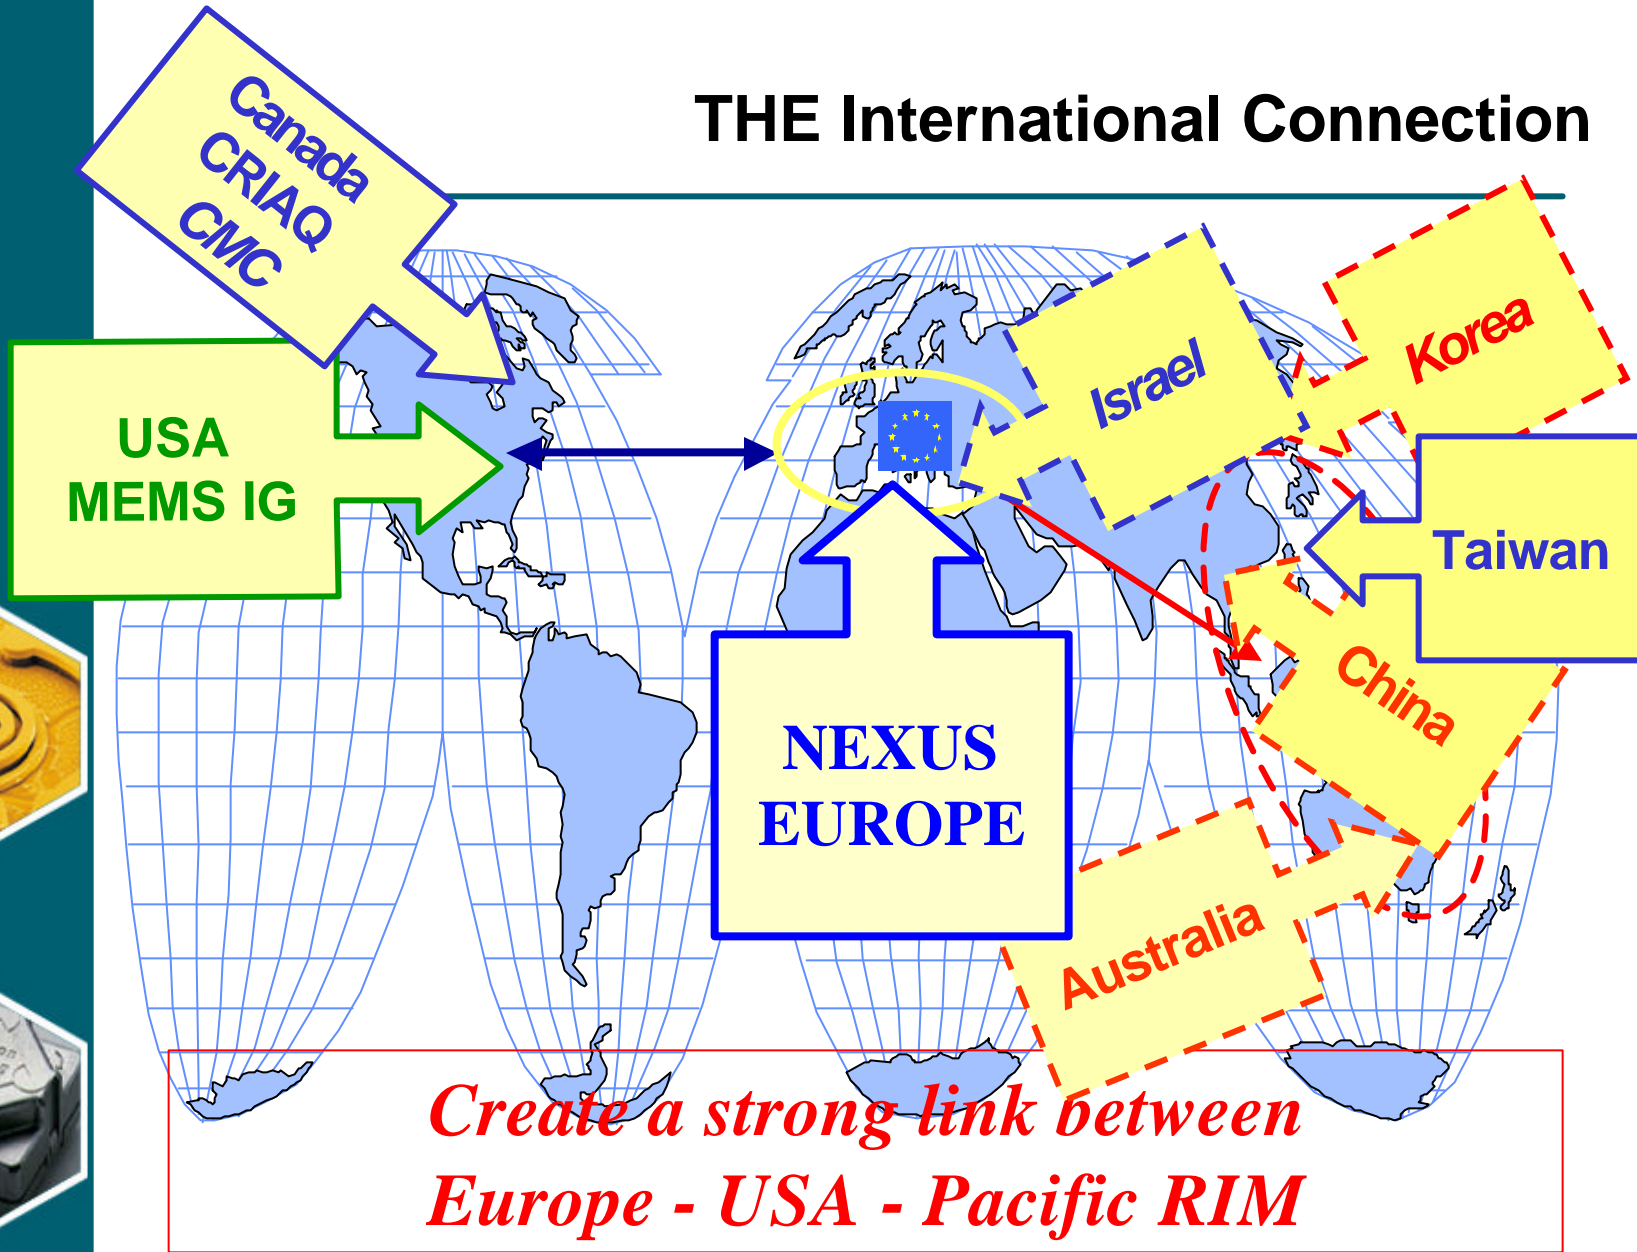 THE International Connection
Canada
CRIAQ
CMC
Korea
Israel
USA
MEMS IG
Taiwan
China
NEXUS
EUROPE
Australia
Create a strong link between
Europe - USA - Pacific RIM